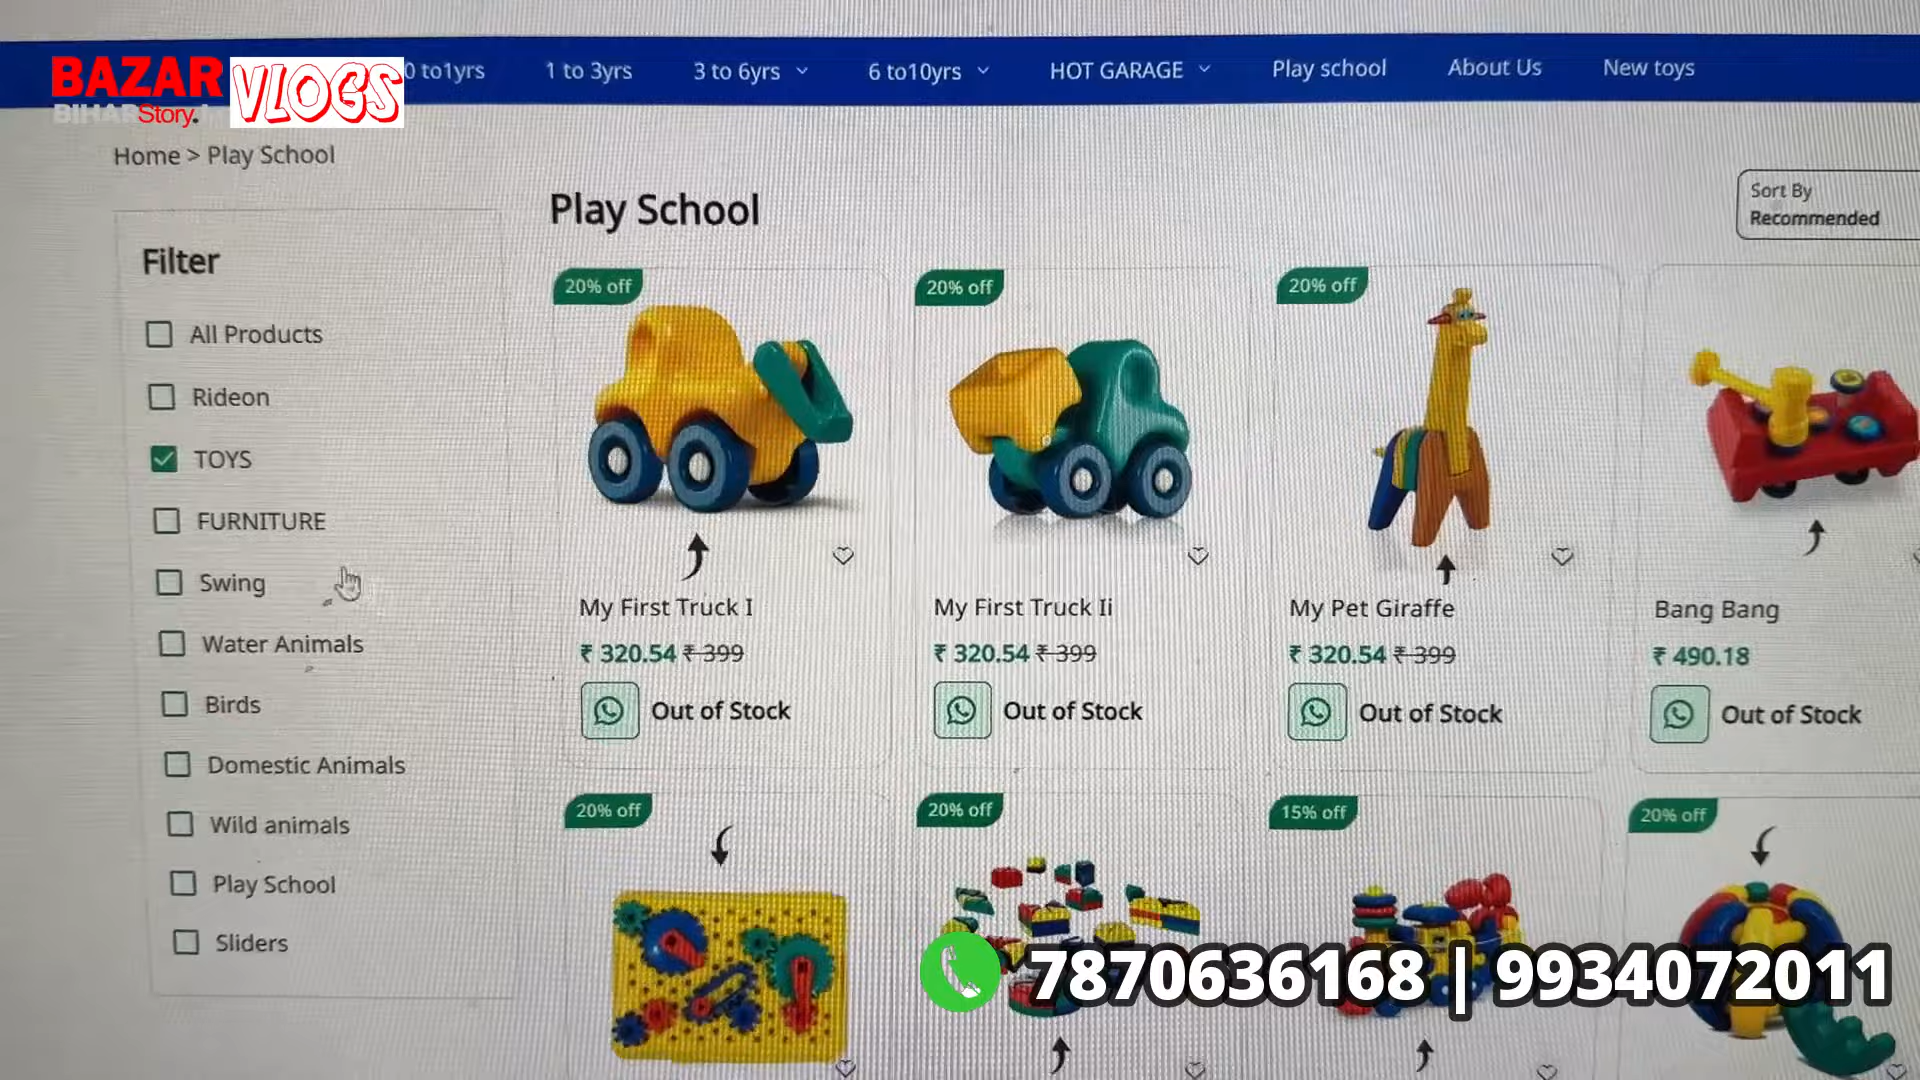 BAZAR
VLOGS
BIHARStory.
0 to1yrs
1 to 3yrs
3 to 6yrs
6 to10yrs
HOT GARAGE
Play school
About Us
New toys
Home > Play School
Play School
Sort By
Recommended
Filter
All Products
Rideon
TOYS
FURNITURE
Swing
Water Animals
Birds
Domestic Animals
Wild animals
Play School
Sliders
20% off
20% off
20% off
My First Truck I
My First Truck Ii
My Pet Giraffe
Bang Bang
₹ 320.54 ₹ 399
₹ 320.54 ₹ 399
₹ 320.54 ₹ 399
₹ 490.18
Out of Stock
Out of Stock
Out of Stock
Out of Stock
20% off
20% off
15% off
20% off
7870636168 | 9934072011